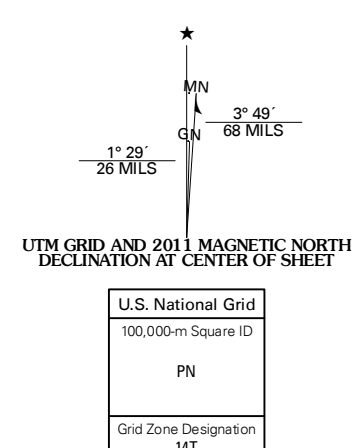 ★
MN
3° 49´
GN
68 MILS
1° 29´
26 MILS
UTM GRID AND 2011 MAGNETIC NORTH
DECLINATION AT CENTER OF SHEET
U.S. National Grid
100,000-m Square ID
PN
Grid Zone Designation
14T